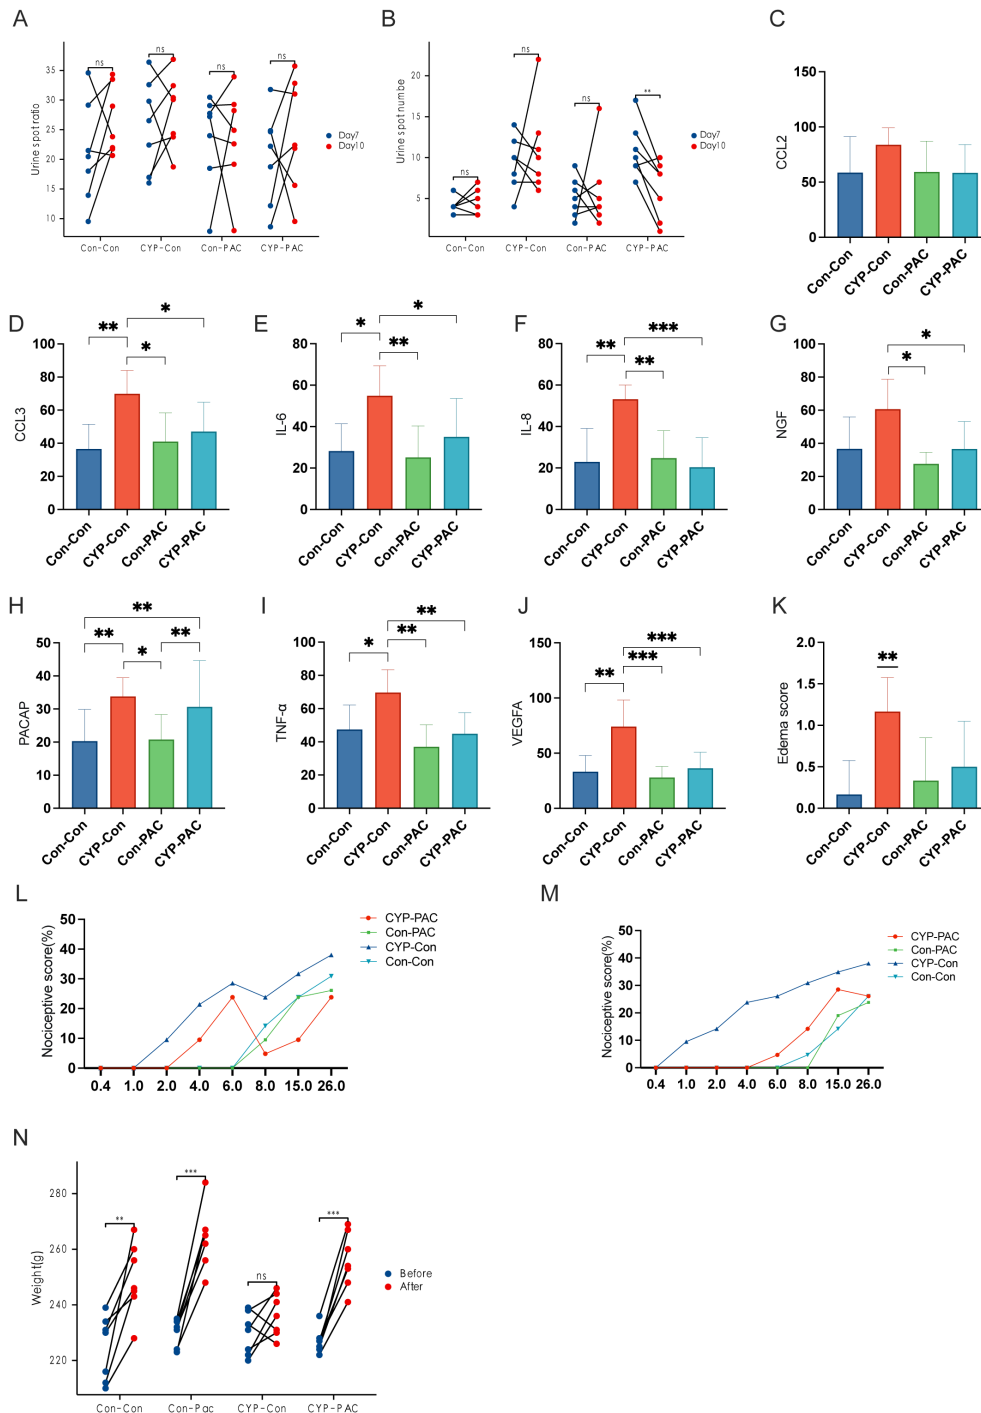 A
Urine spot ratio
35
30
25
20
15
10
ns
ns
ns
ns
Con-Con
CYP-Con
Con-PAC
CYP-PAC
Day7
Day10
B
Urine spot number
20
15
10
5
ns
ns
ns
**
Con-Con
CYP-Con
Con-PAC
CYP-PAC
Day7
Day10
C
CCL2
150
100
50
0
Con-Con
CYP-Con
Con-PAC
CYP-PAC
D
CCL3
100
80
60
40
20
0
**
*
*
Con-Con
CYP-Con
Con-PAC
CYP-PAC
E
IL-6
80
60
40
20
0
*
*
**
Con-Con
CYP-Con
Con-PAC
CYP-PAC
F
IL-8
80
60
40
20
0
***
**
**
Con-Con
CYP-Con
Con-PAC
CYP-PAC
G
NGF
100
80
60
40
20
0
*
*
Con-Con
CYP-Con
Con-PAC
CYP-PAC
H
PACAP
50
40
30
20
10
0
**
**
**
*
Con-Con
CYP-Con
Con-PAC
CYP-PAC
I
TNF-α
100
80
60
40
20
0
**
**
*
Con-Con
CYP-Con
Con-PAC
CYP-PAC
J
VEGFA
150
100
50
0
***
***
**
Con-Con
CYP-Con
Con-PAC
CYP-PAC
K
Edema score
2.0
1.5
1.0
0.5
0.0
**
Con-Con
CYP-Con
Con-PAC
CYP-PAC
L
Nociceptive score(%)
50
40
30
20
10
0
0.4 1.0 2.0 4.0 6.0 8.0 15.0 26.0
CYP-PAC
Con-PAC
CYP-Con
Con-Con
M
Nociceptive score(%)
50
40
30
20
10
0
0.4 1.0 2.0 4.0 6.0 8.0 15.0 26.0
CYP-PAC
Con-PAC
CYP-Con
Con-Con
N
Weight(g)
280
260
240
220
**
***
ns
***
Con-Con
Con-Pac
CYP-Con
CYP-PAC
Before
After